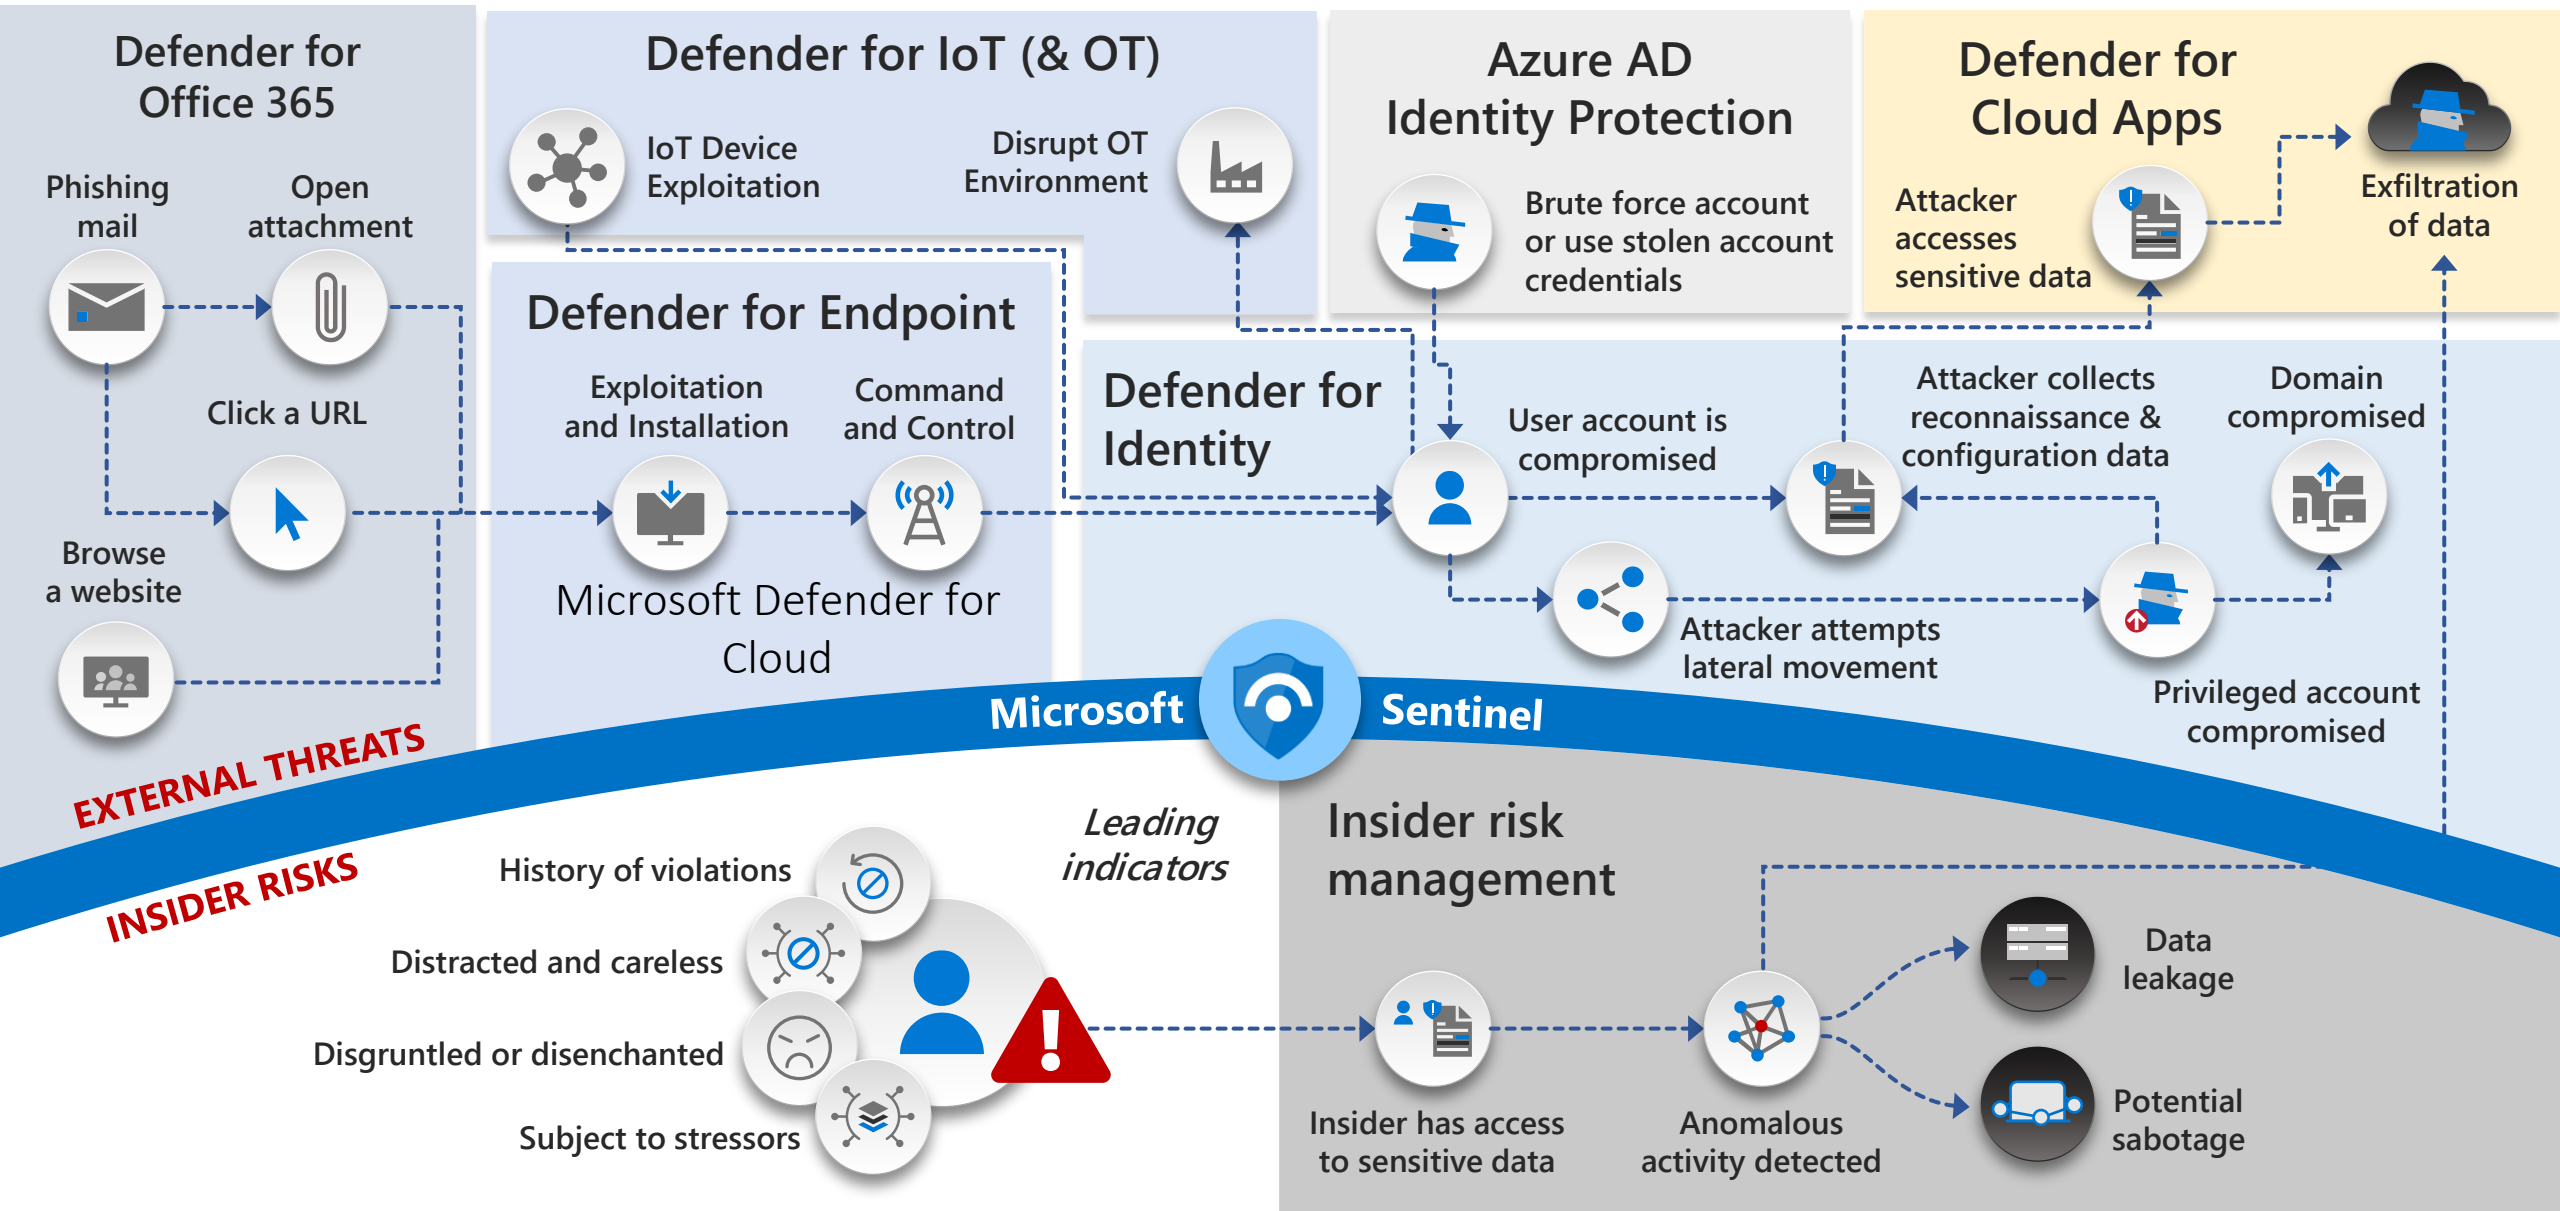 Defender for
Office 365
Phishing
mail
Open
attachment
Click a URL
Browse
a website
Defender for IoT (& OT)
IoT Device
Exploitation
Disrupt OT
Environment
Defender for Endpoint
Exploitation
and Installation
Command
and Control
Microsoft Defender for
Cloud
Azure AD
Identity Protection
Brute force account
or use stolen account
credentials
Defender for
Cloud Apps
Attacker
accesses
sensitive data
Exfiltration
of data
Defender for
Identity
User account is
compromised
Attacker collects
reconnaissance &
configuration data
Domain
compromised
Attacker attempts
lateral movement
Privileged account
compromised
Microsoft Sentinel
EXTERNAL THREATS
INSIDER RISKS
Leading
indicators
History of violations
Distracted and careless
Disgruntled or disenchanted
Subject to stressors
Insider risk
management
Insider has access
to sensitive data
Anomalous
activity detected
Data
leakage
Potential
sabotage